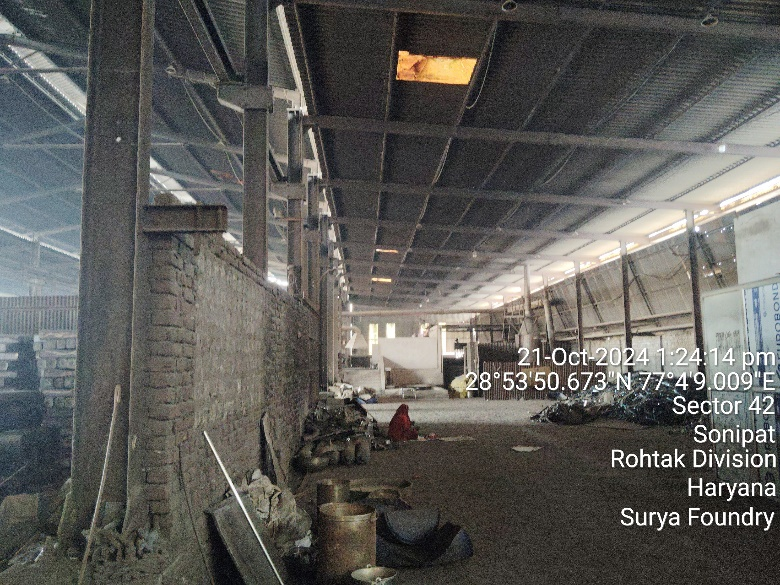 21-Oct-2024 1:24:14 pm
28°53'50.673"N 77°4'9.009"E
Sector 42
Sonipat
Rohtak Division
Haryana
Surya Foundry